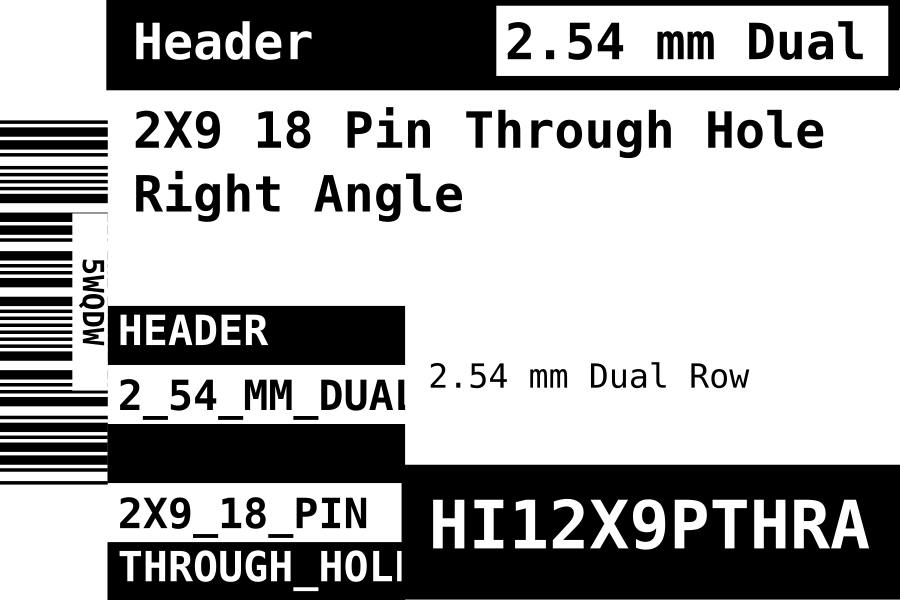 Header
2.54 mm Dual
2X9 18 Pin Through Hole
Right Angle
5WQDW
HEADER
2_54_MM_DUAL
2.54 mm Dual Row
2X9_18_PIN
THROUGH_HOLE
HI12X9PTHRA